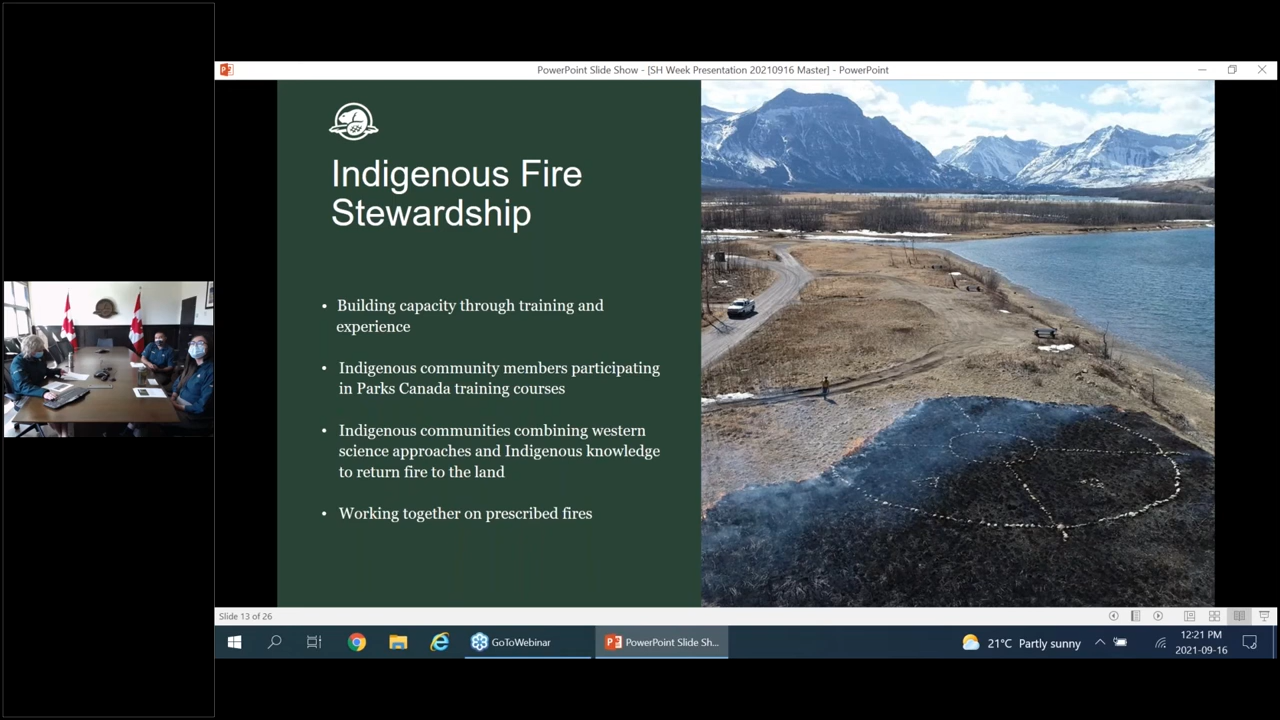 PowerPoint Slide Show - [SH Week Presentation 20210916 Master] - PowerPoint
Indigenous Fire
Stewardship
• Building capacity through training and
experience
• Indigenous community members participating
in Parks Canada training courses
• Indigenous communities combining western
science approaches and Indigenous knowledge
to return fire to the land
• Working together on prescribed fires
Slide 13 of 26
GoToWebinar
PowerPoint Slide Sh...
21°C Partly sunny
12:21 PM
2021-09-16